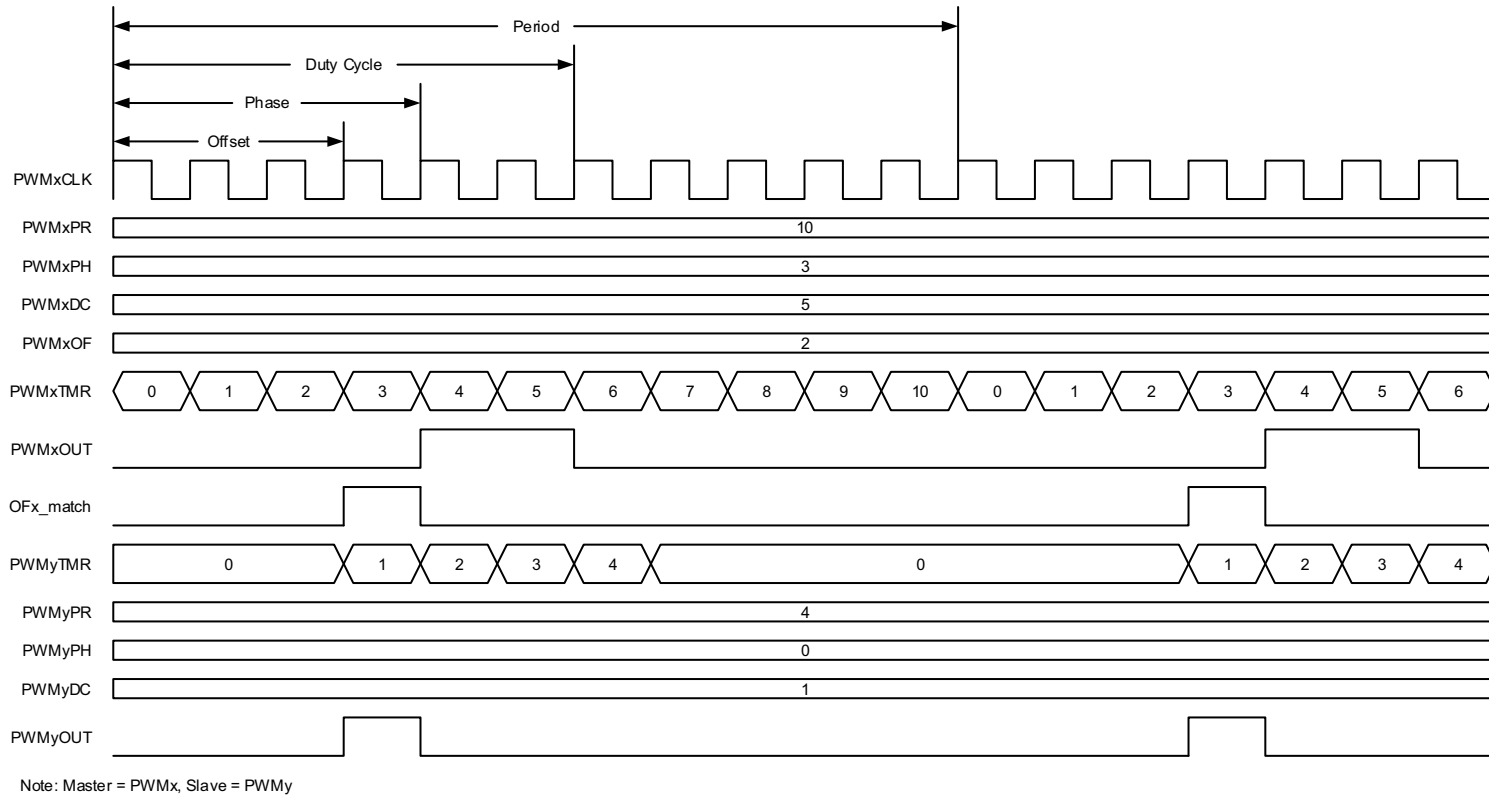 Period
Duty Cycle
Phase
Offset
PWMxCLK
PWMxPR 10
PWMxPH 3
PWMxDC 5
PWMxOF 2
PWMxTMR 0 1 2 3 4 5 6 7 8 9 10 0 1 2 3 4 5 6
PWMxOUT
OFx_match
PWMyTMR 0 1 2 3 4 0 1 2 3 4
PWMyPR 4
PWMyPH 0
PWMyDC 1
PWMyOUT
Note: Master = PWMx, Slave = PWMy